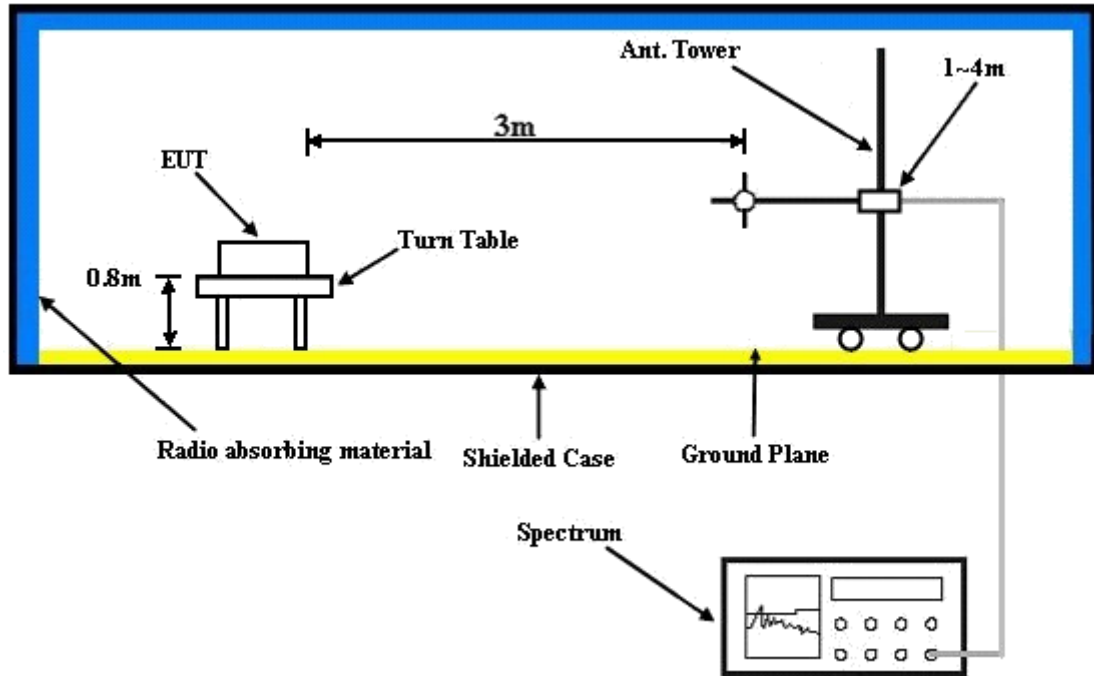 Ant. Tower
1~4m
3m
EUT
Turn Table
0.8m
Radio absorbing material
Shielded Case
Ground Plane
Spectrum